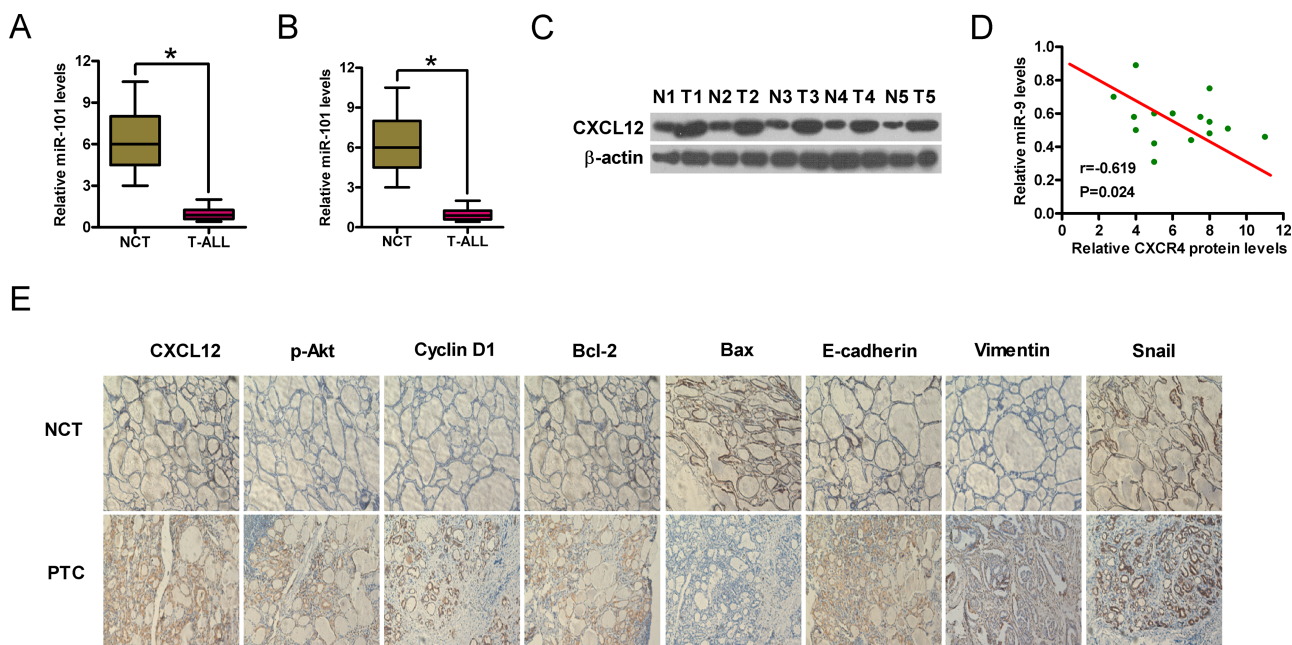 A
Relative miR-101 levels
12
9
6
3
0
*
NCT
T-ALL
B
Relative miR-101 levels
12
9
6
3
0
*
NCT
T-ALL
C
N1 T1 N2 T2 N3 T3 N4 T4 N5 T5
CXCL12
β-actin
D
Relative miR-9 levels
1.0
0.8
0.6
0.4
0.2
0.0
r=-0.619
P=0.024
0 2 4 6 8 10 12
Relative CXCR4 protein levels
E
CXCL12 p-Akt Cyclin D1 Bcl-2 Bax E-cadherin Vimentin Snail
NCT
PTC